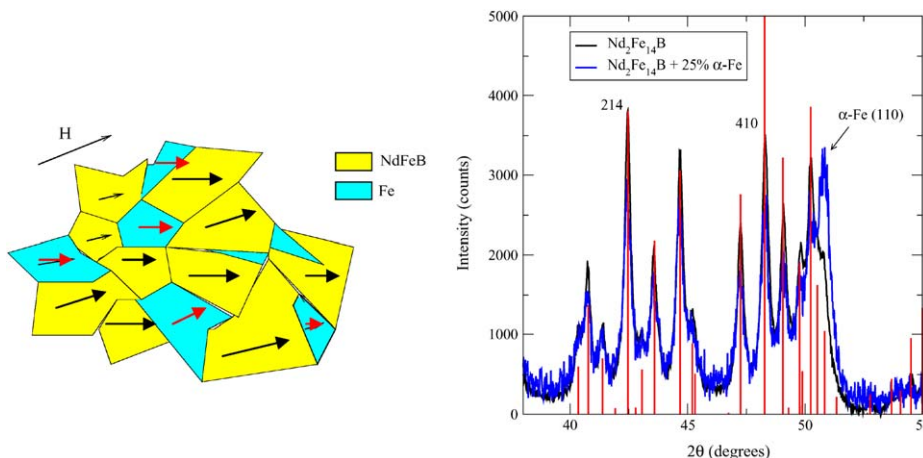 H
NdFeB
Fe
Nd₂Fe₁₄B
Nd₂Fe₁₄B + 25% α-Fe
214
410
α-Fe (110)
Intensity (counts)
5000
4000
3000
2000
1000
0
40
45
50
2θ (degrees)